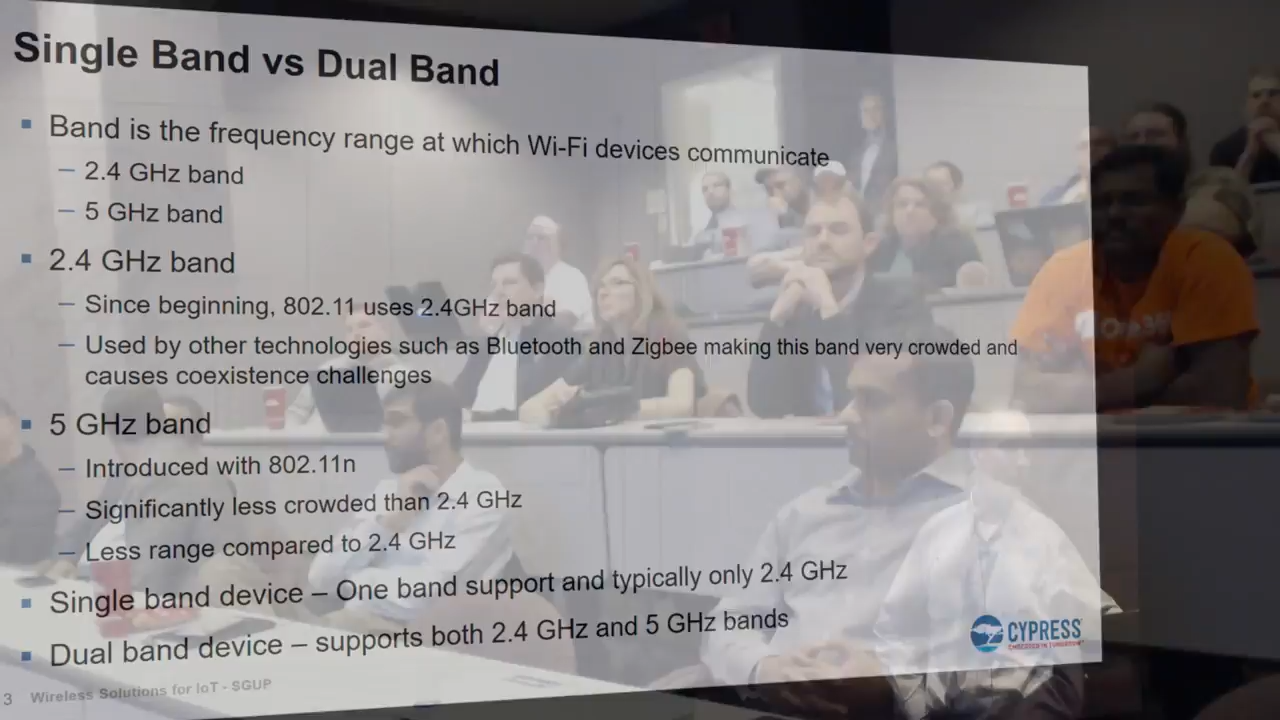 Single Band vs Dual Band
▪ Band is the frequency range at which Wi-Fi devices communicate
– 2.4 GHz band
– 5 GHz band
▪ 2.4 GHz band
– Since beginning, 802.11 uses 2.4GHz band
– Used by other technologies such as Bluetooth and Zigbee making this band very crowded and
causes coexistence challenges
▪ 5 GHz band
– Introduced with 802.11n
– Significantly less crowded than 2.4 GHz
– Less range compared to 2.4 GHz
▪ Single band device – One band support and typically only 2.4 GHz
▪ Dual band device – supports both 2.4 GHz and 5 GHz bands
CYPRESS
EMBEDDED IN TOMORROW
3 Wireless Solutions for IoT - SGUP